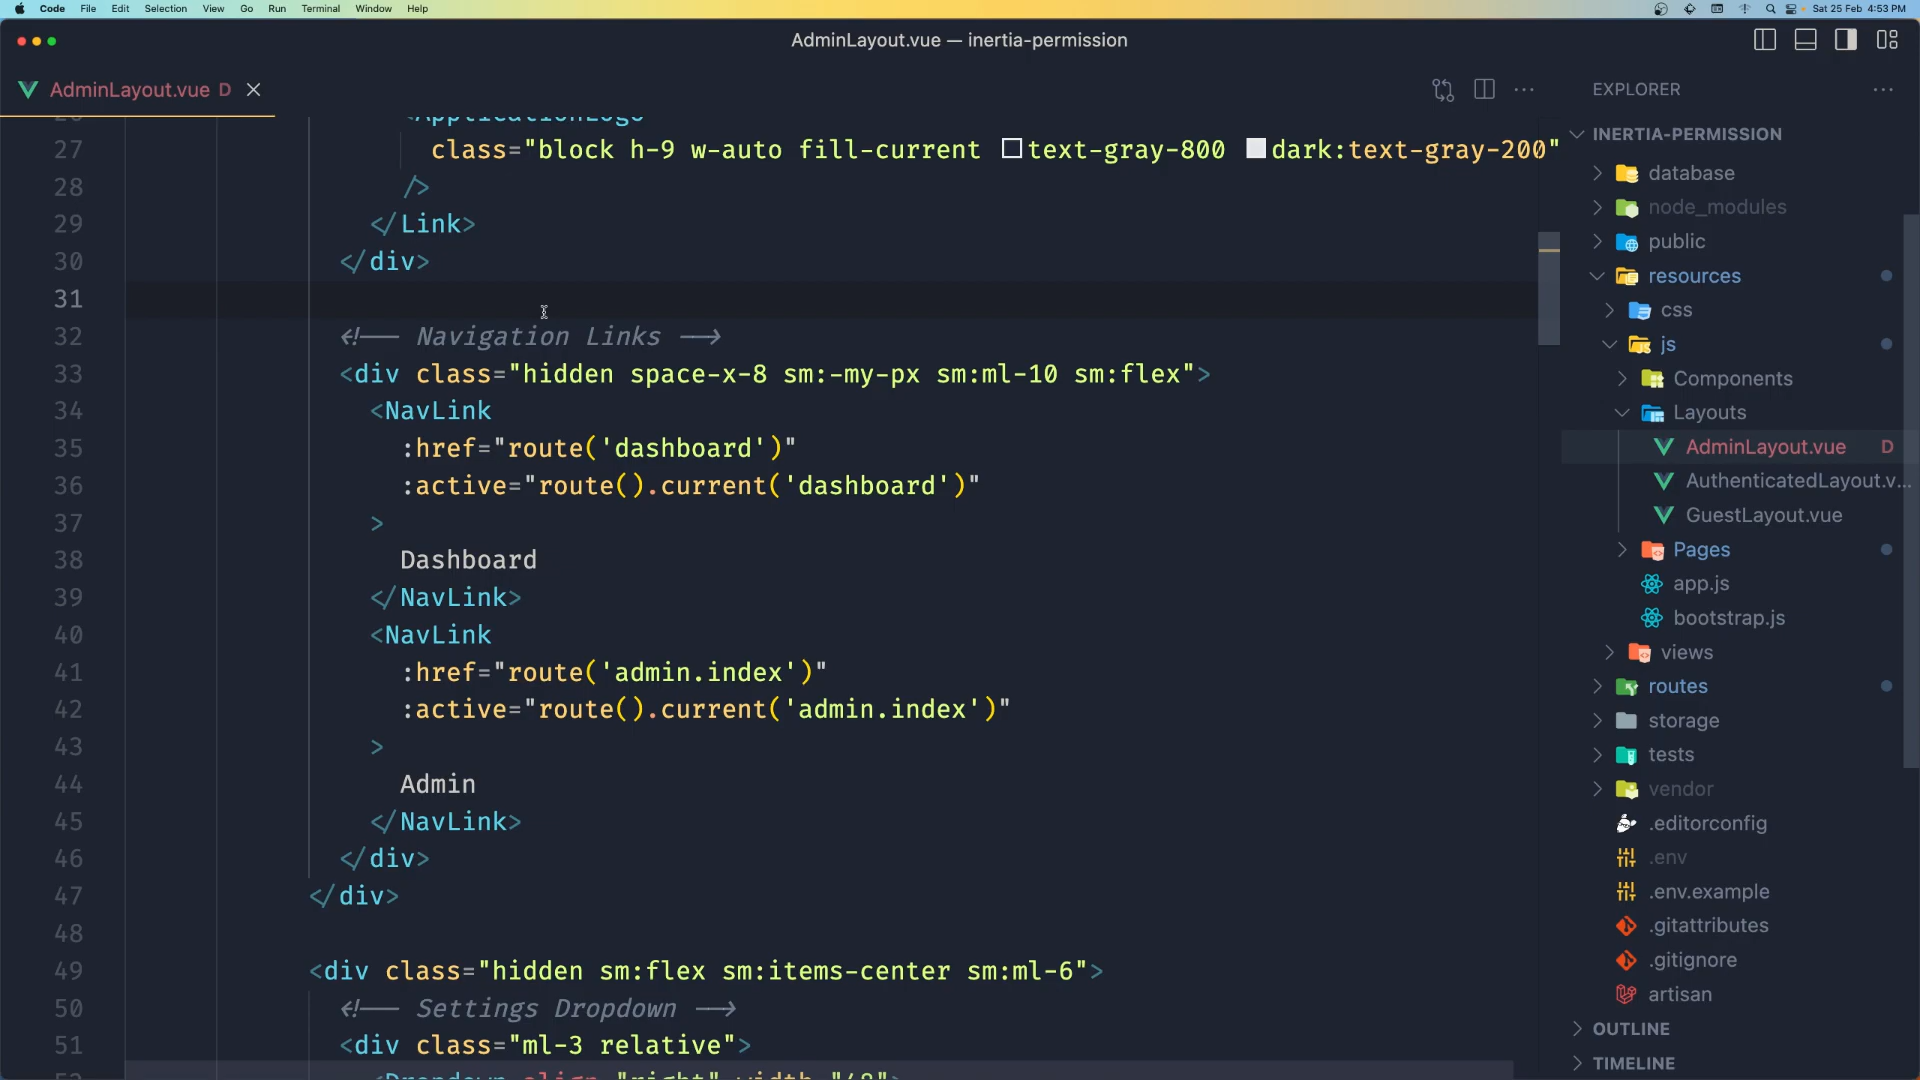 Code File Edit Selection View Go Run Terminal Window Help Sat 25 Feb 4:53 PM
AdminLayout.vue — inertia-permission
AdminLayout.vue D
27 class="block h-9 w-auto fill-current text-gray-800 dark:text-gray-200"
28 />
29 </Link>
30 </div>
31
32 <!-- Navigation Links -->
33 <div class="hidden space-x-8 sm:-my-px sm:ml-10 sm:flex">
34 <NavLink
35 :href="route('dashboard')"
36 :active="route().current('dashboard')"
37 >
38 Dashboard
39 </NavLink>
40 <NavLink
41 :href="route('admin.index')"
42 :active="route().current('admin.index')"
43 >
44 Admin
45 </NavLink>
46 </div>
47 </div>
48
49 <div class="hidden sm:flex sm:items-center sm:ml-6">
50 <!-- Settings Dropdown -->
51 <div class="ml-3 relative">
EXPLORER
INERTIA-PERMISSION
database
node_modules
public
resources
css
js
Components
Layouts
AdminLayout.vue D
AuthenticatedLayout.v...
GuestLayout.vue
Pages
app.js
bootstrap.js
views
routes
storage
tests
vendor
.editorconfig
.env
.env.example
.gitattributes
.gitignore
artisan
OUTLINE
TIMELINE